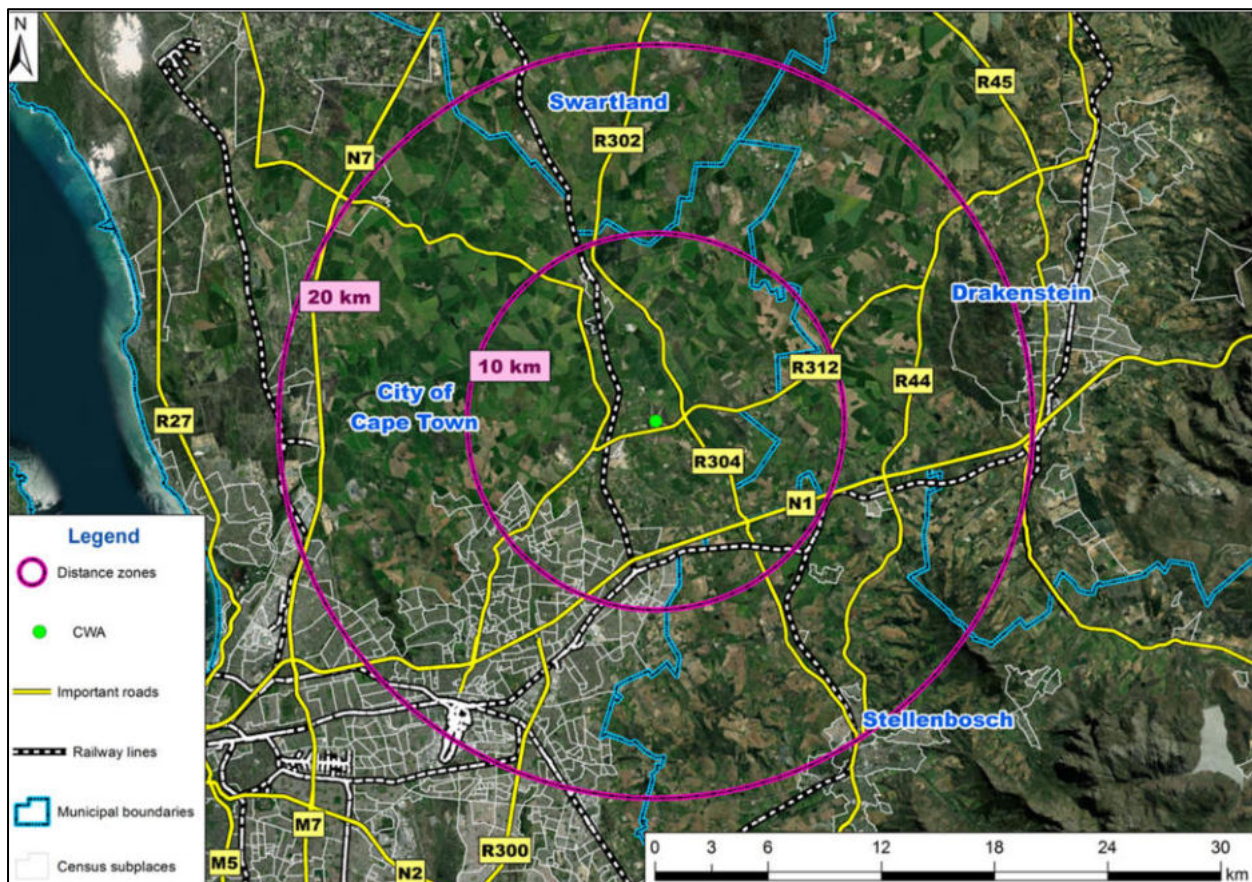 N
R45
Swartland
R302
N7
20 km
Drakenstein
10 km
R312
City of
Cape Town
R44
R27
R304
N1
Legend
Distance zones
CWA
Important roads
Railway lines
Municipal boundaries
Census subplaces
Stellenbosch
M7
R300
M5
N2
0 3 6 12 18 24 30
km